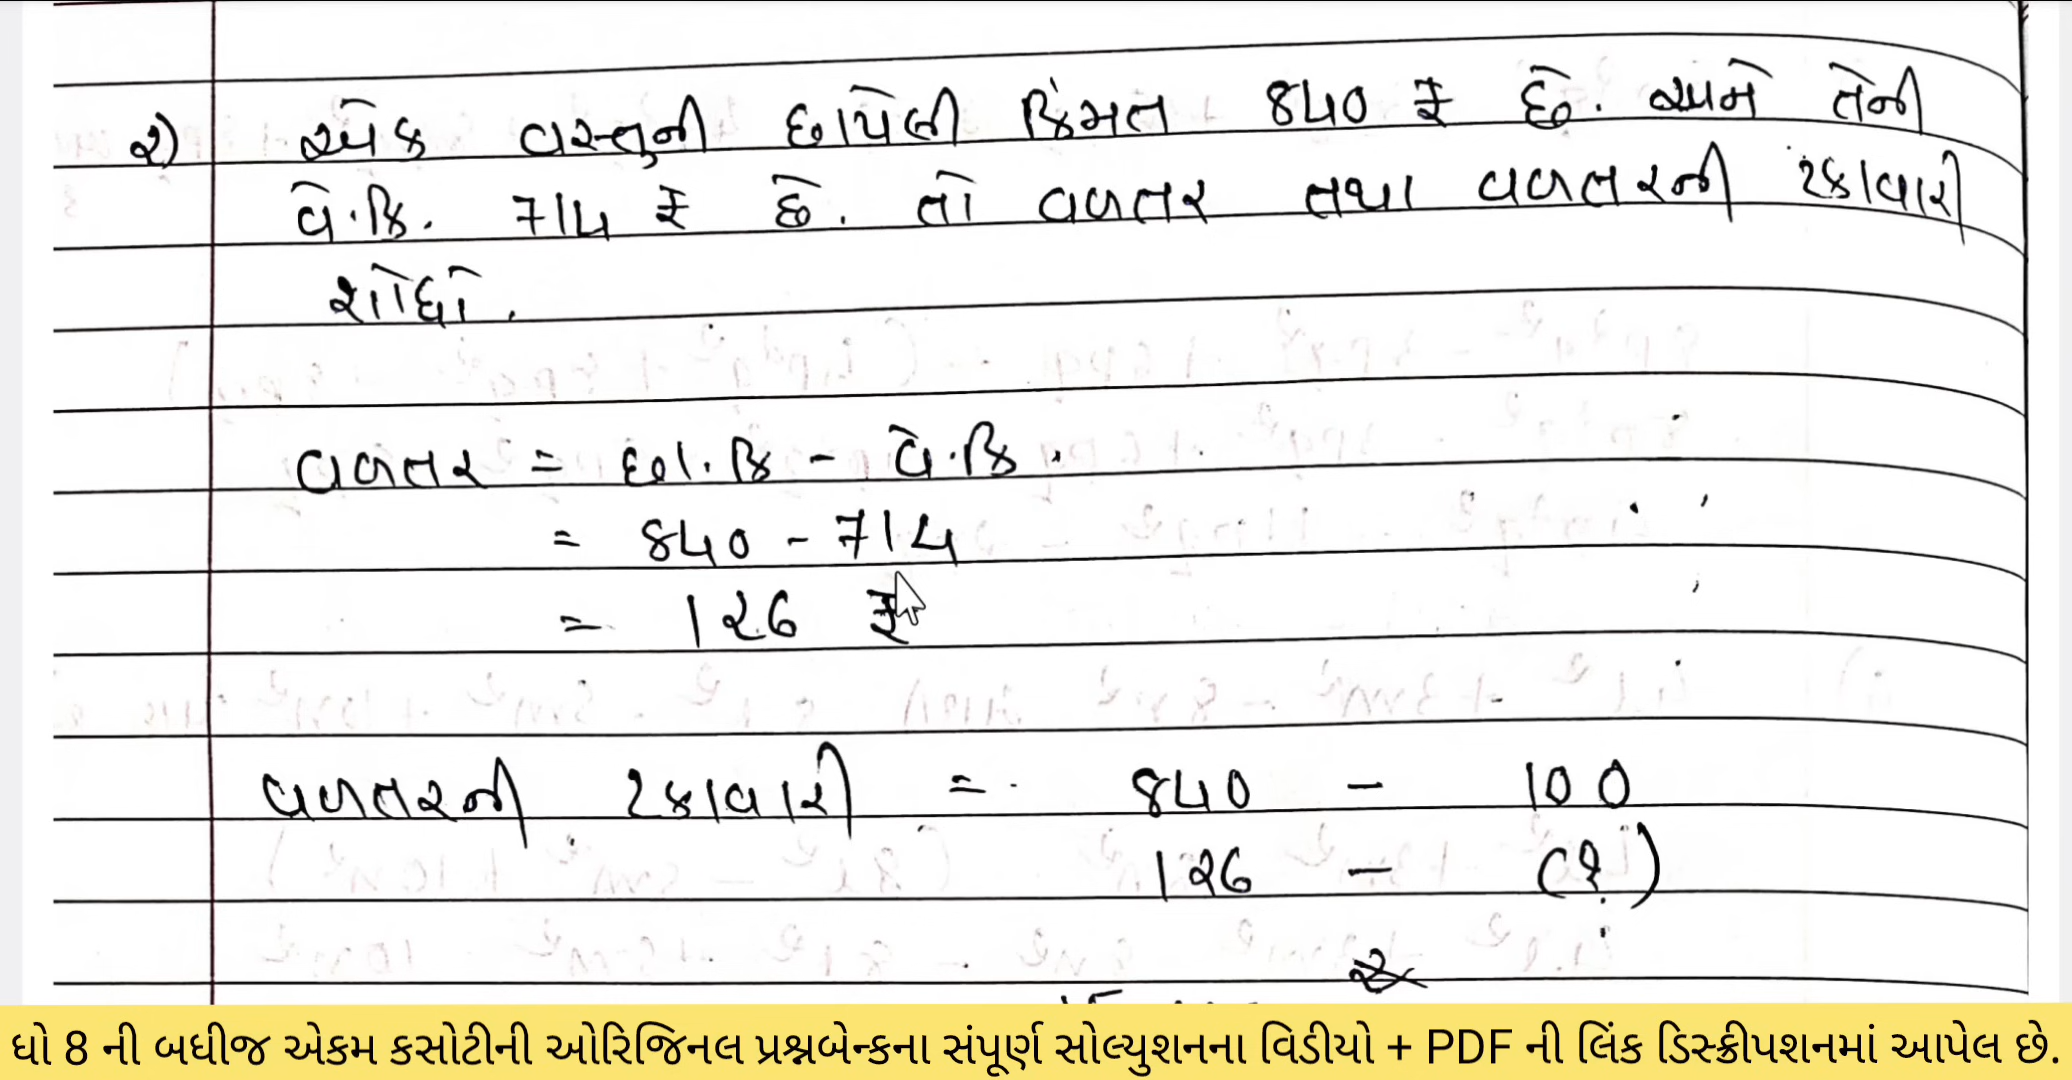 ૨) એક વસ્તુની છાપેલી કિંમત 840 ₹ છે. અને તેની
વે.કિ. 714 ₹ છે. તો વળતર તથા વળતરની ટકાવારી
શોધો.
વળતર = છા.કિ - વે.કિ.
= 840 - 714
= 126 ₹
વળતરની ટકાવારી = 840 - 100
126 - (?)
ધો 8 ની બધીજ એકમ કસોટીની ઓરિજિનલ પ્રશ્નબેન્કના સંપૂર્ણ સોલ્યુશનના વિડીયો + PDF ની લિંક ડિસ્ક્રીપશનમાં આપેલ છે.